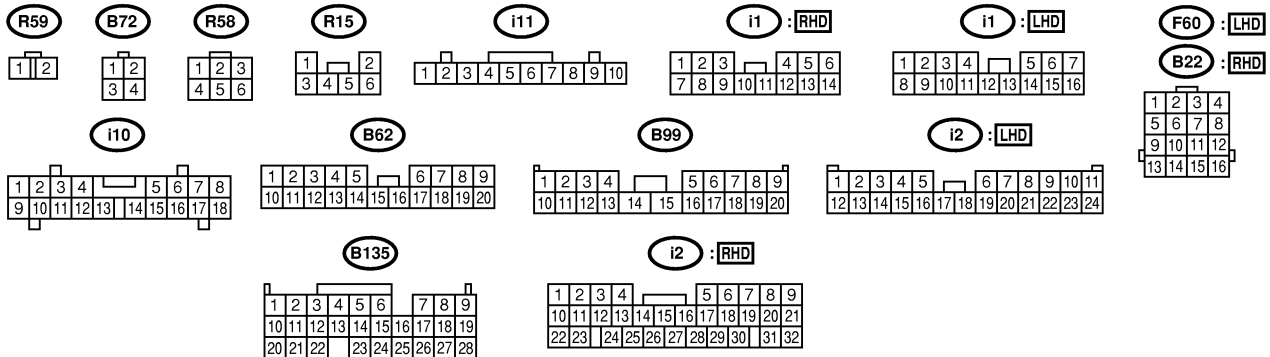 R59 B72 R58 R15 i11 i1 : RHD i1 : LHD F60 : LHD
B22 : RHD
1 2
1 2
3 4
1 2 3
4 5 6
1 2
3 4 5 6
1 2 3 4 5 6 7 8 9 10
1 2 3 4 5 6
7 8 9 10 11 12 13 14
1 2 3 4 5 6 7
8 9 10 11 12 13 14 15 16
1 2 3 4
5 6 7 8
9 10 11 12
13 14 15 16
i10 B62 B99 i2 : LHD
1 2 3 4 5 6 7 8
9 10 11 12 13 14 15 16 17 18
1 2 3 4 5 6 7 8 9
10 11 12 13 14 15 16 17 18 19 20
1 2 3 4 5 6 7 8 9
10 11 12 13 14 15 16 17 18 19 20
1 2 3 4 5 6 7 8 9 10 11
12 13 14 15 16 17 18 19 20 21 22 23 24
B135 i2 : RHD
1 2 3 4 5 6 7 8 9
10 11 12 13 14 15 16 17 18 19
20 21 22 23 24 25 26 27 28
1 2 3 4 5 6 7 8 9
10 11 12 13 14 15 16 17 18 19 20 21
22 23 24 25 26 27 28 29 30 31 32